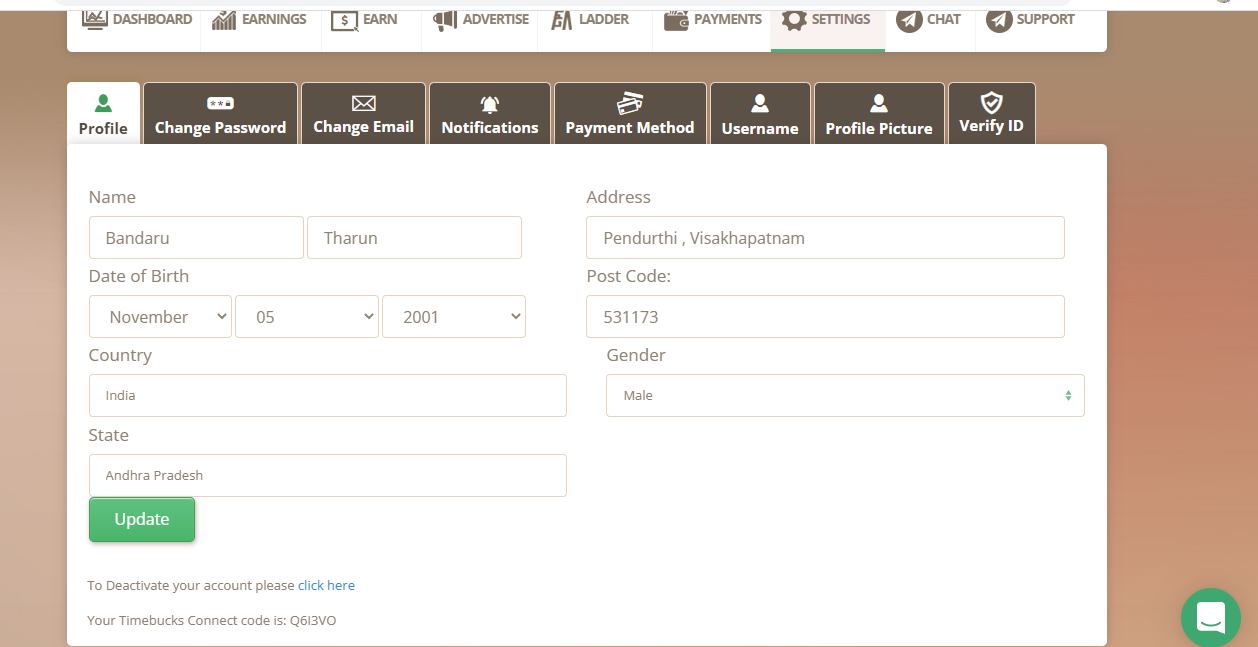 DASHBOARD EARNINGS $ EARN ADVERTISE LADDER PAYMENTS SETTINGS CHAT SUPPORT
Profile Change Password Change Email Notifications Payment Method Username Profile Picture Verify ID
Name
Bandaru Tharun
Date of Birth
November 05 2001
Country
India
State
Andhra Pradesh
Update
Address
Pendurthi , Visakhapatnam
Post Code:
531173
Gender
Male
To Deactivate your account please click here
Your Timebucks Connect code is: Q6I3VO